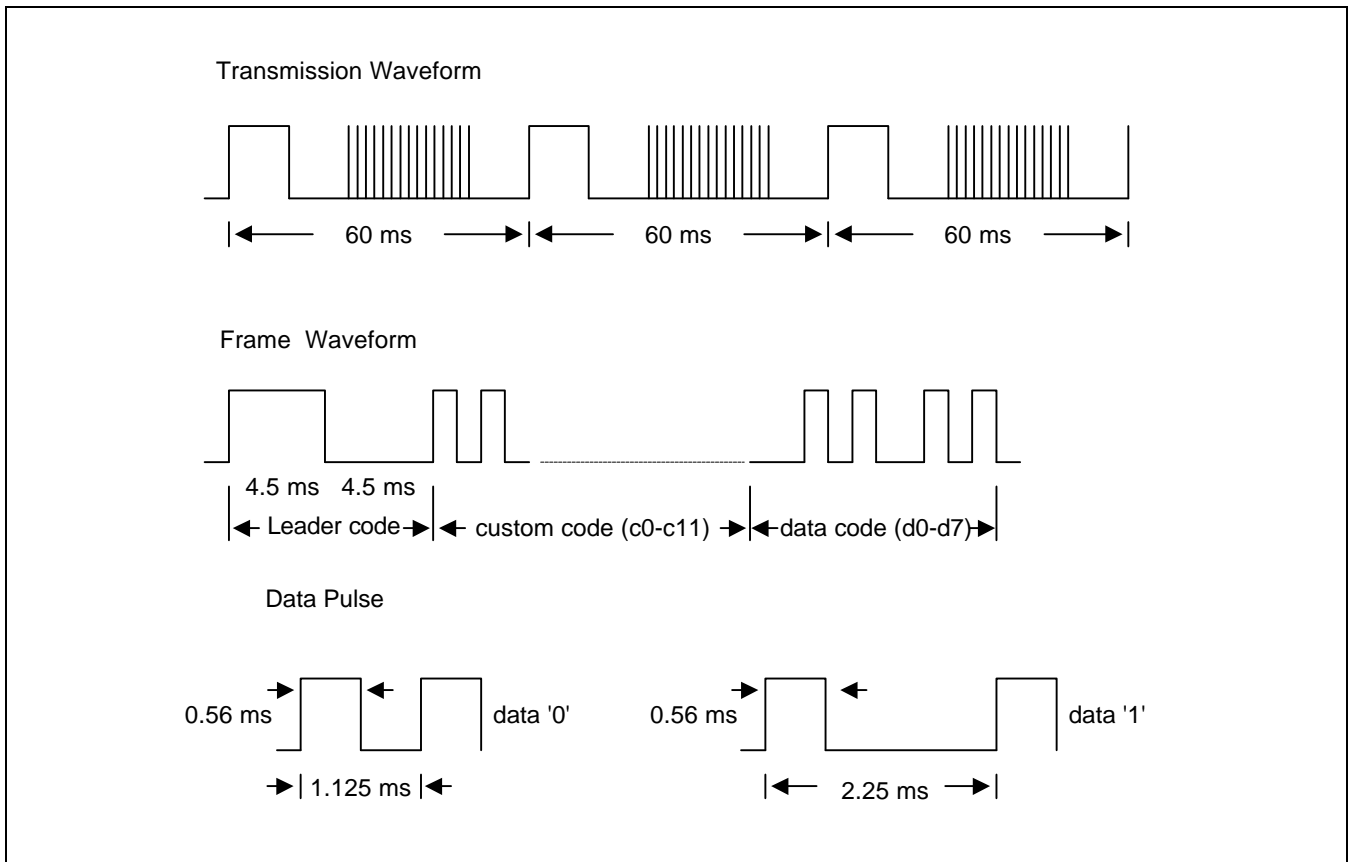 Transmission Waveform
60 ms 60 ms 60 ms
Frame Waveform
4.5 ms 4.5 ms
Leader code custom code (c0-c11) data code (d0-d7)
Data Pulse
0.56 ms data '0' 0.56 ms data '1'
1.125 ms 2.25 ms